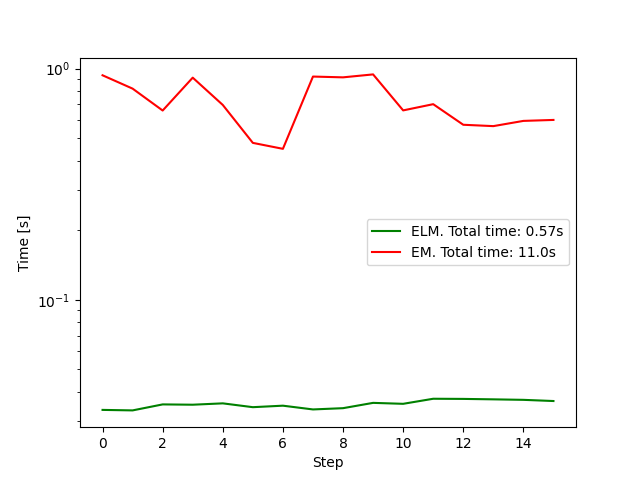 10⁰
10⁻¹
Time [s]
ELM. Total time: 0.57s
EM. Total time: 11.0s
0 2 4 6 8 10 12 14
Step